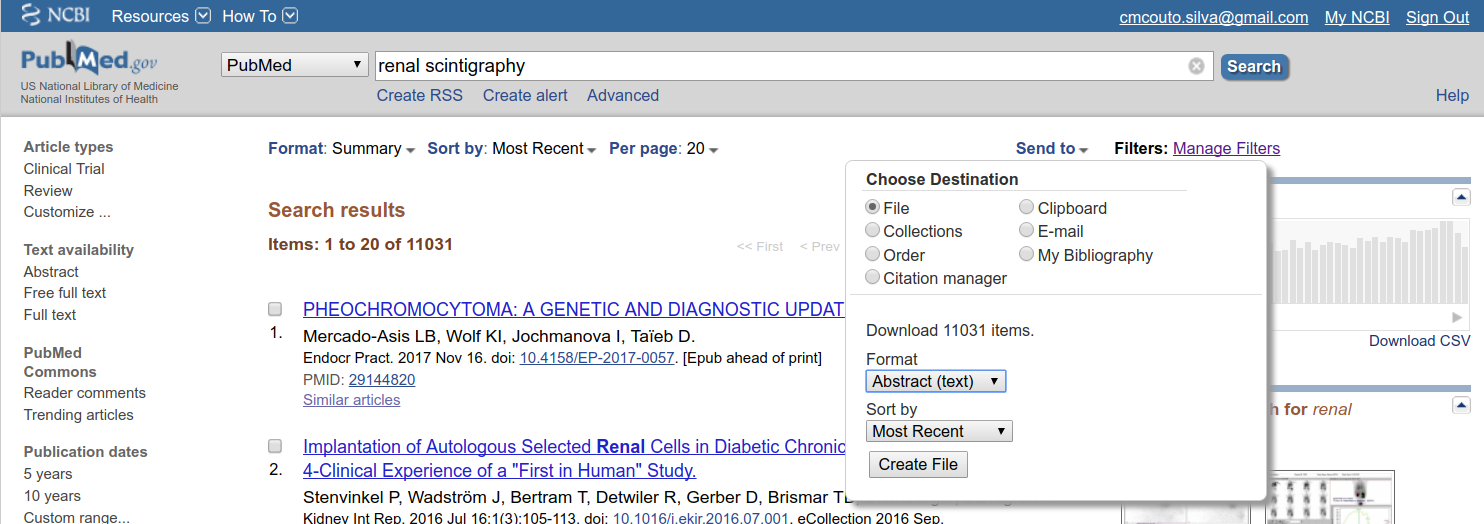 NCBI Resources How To cmcouto.silva@gmail.com My NCBI Sign Out
PubMed.gov
US National Library of Medicine
National Institutes of Health
PubMed renal scintigraphy Search
Create RSS Create alert Advanced Help
Article types
Clinical Trial
Review
Customize ...
Text availability
Abstract
Free full text
Full text
PubMed
Commons
Reader comments
Trending articles
Publication dates
5 years
10 years
Custom range...
Format: Summary Sort by: Most Recent Per page: 20 Send to Filters: Manage Filters
Search results
Items: 1 to 20 of 11031 << First < Prev
PHEOCHROMOCYTOMA: A GENETIC AND DIAGNOSTIC UPDAT
1. Mercado-Asis LB, Wolf KI, Jochmanova I, Taïeb D.
Endocr Pract. 2017 Nov 16. doi: 10.4158/EP-2017-0057. [Epub ahead of print]
PMID: 29144820
Similar articles
Implantation of Autologous Selected Renal Cells in Diabetic Chronic
2. 4-Clinical Experience of a "First in Human" Study.
Stenvinkel P, Wadström J, Bertram T, Detwiler R, Gerber D, Brismar
Kidney Int Rep. 2016 Jul 16;1(3):105-113. doi: 10.1016/j.ekir.2016.07.001. eCollection 2016 Sep.
Choose Destination
File Clipboard
Collections E-mail
Order My Bibliography
Citation manager
Download 11031 items.
Format
Abstract (text)
Sort by
Most Recent
Create File
Download CSV
for renal